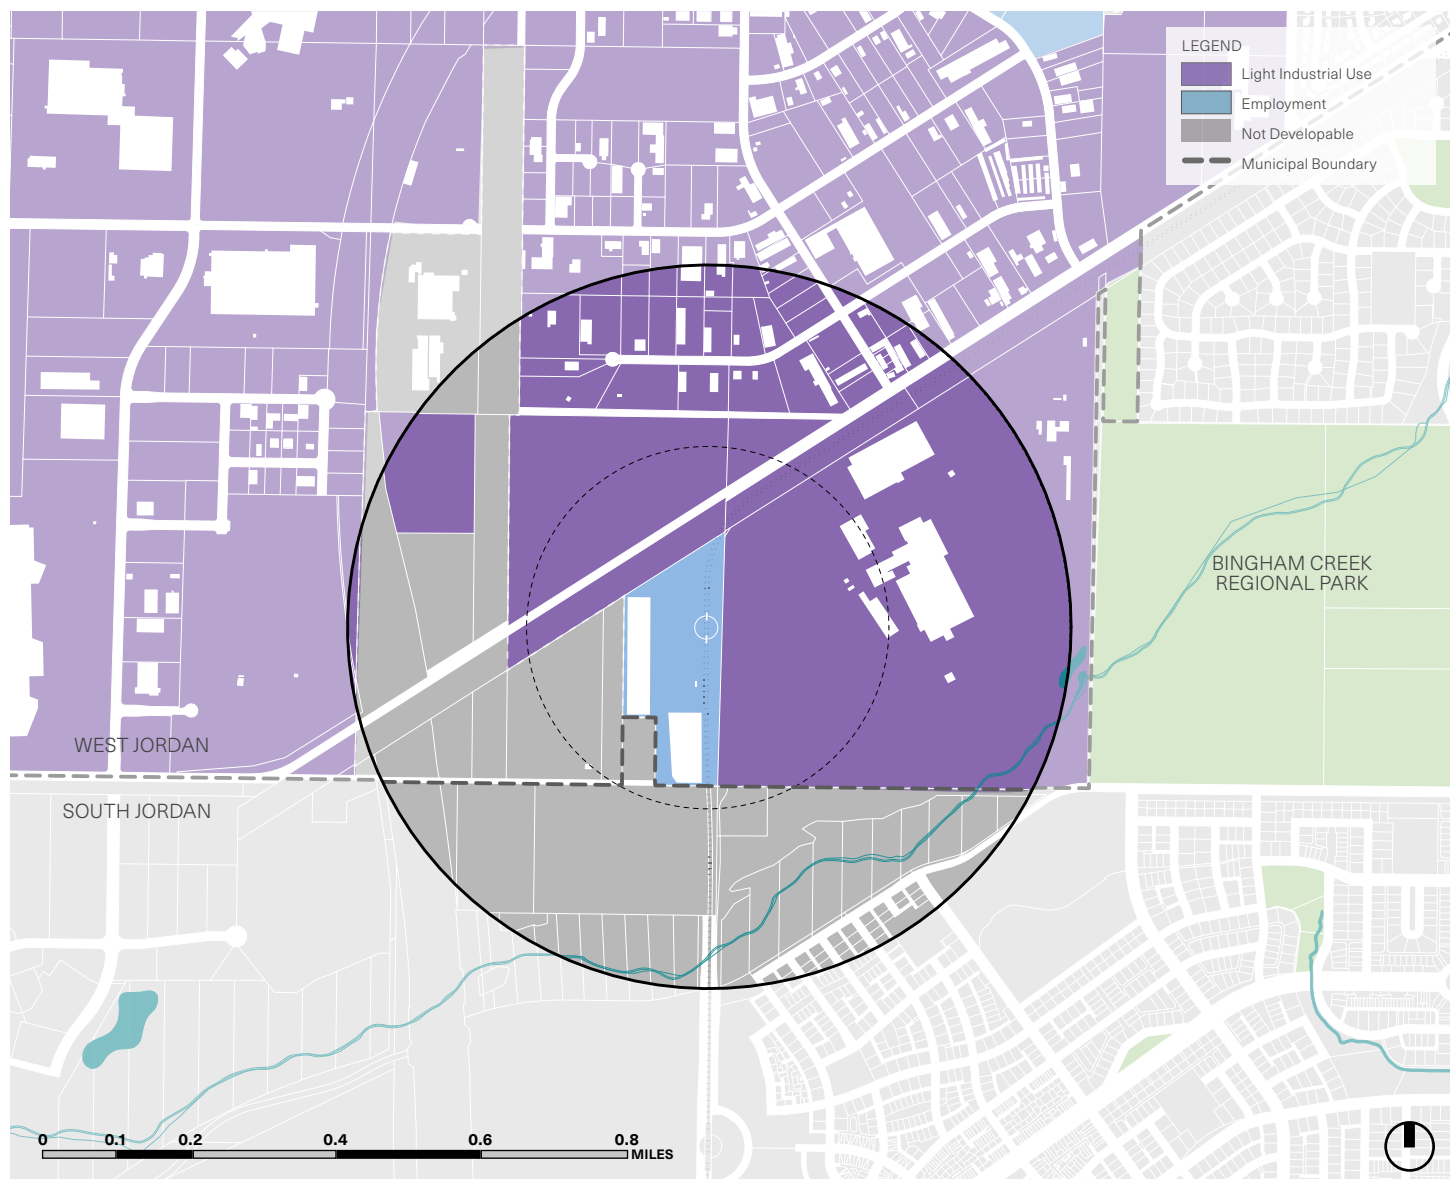 LEGEND
Light Industrial Use
Employment
Not Developable
Municipal Boundary
BINGHAM CREEK
REGIONAL PARK
WEST JORDAN
SOUTH JORDAN
0 0.1 0.2 0.4 0.6 0.8
MILES